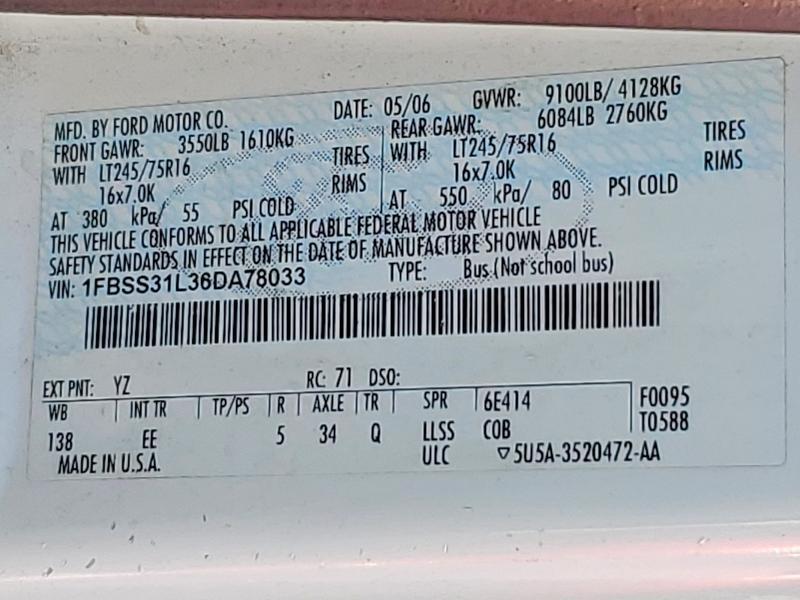 MFD. BY FORD MOTOR CO. DATE: 05/06 GVWR: 9100LB/ 4128KG
FRONT GAWR: 3550LB 1610KG REAR GAWR: 6084LB 2760KG
WITH LT245/75R16 TIRES WITH LT245/75R16 TIRES
16x7.0K RIMS 16x7.0K RIMS
AT 380 kPa/ 55 PSI COLD AT 550 kPa/ 80 PSI COLD
THIS VEHICLE CONFORMS TO ALL APPLICABLE FEDERAL MOTOR VEHICLE
SAFETY STANDARDS IN EFFECT ON THE DATE OF MANUFACTURE SHOWN ABOVE.
VIN: 1FBSS31L36DA78033 TYPE: Bus (Not school bus)
EXT PNT: YZ RC: 71 DSO:
WB INT TR TP/PS R AXLE TR SPR 6E414 F0095
138 EE 5 34 Q LLSS COB T0588
MADE IN U.S.A. ULC ▽5U5A-3520472-AA